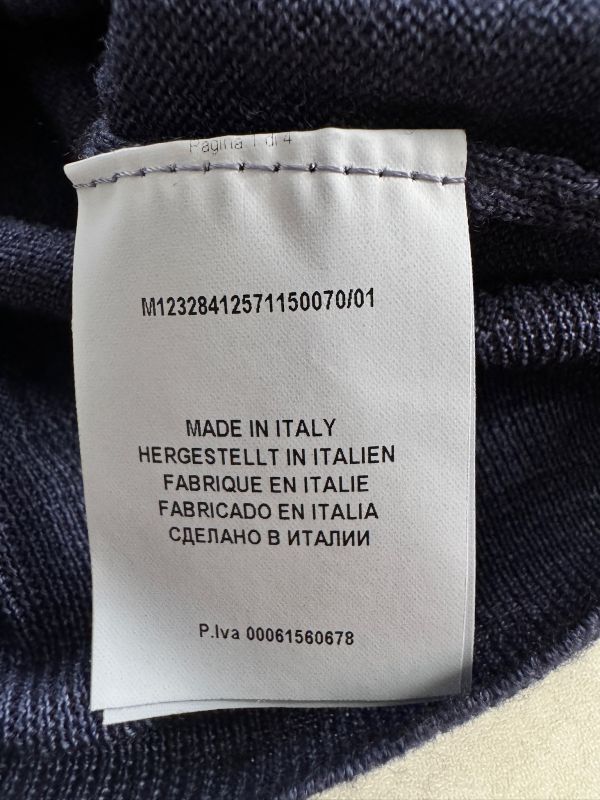 Pagina 1 di 4
M12328412571150070/01
MADE IN ITALY
HERGESTELLT IN ITALIEN
FABRIQUE EN ITALIE
FABRICADO EN ITALIA
СДЕЛАНО В ИТАЛИИ
P.Iva 00061560678